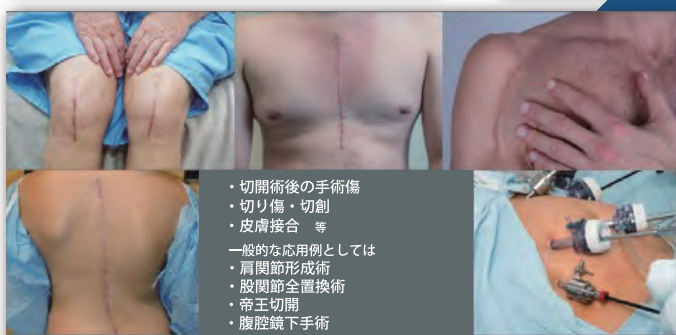 ・切開術後の手術傷
・切り傷・切創
・皮膚接合 等
一般的な応用例としては
・肩関節形成術
・股関節全置換術
・帝王切開
・腹腔鏡下手術